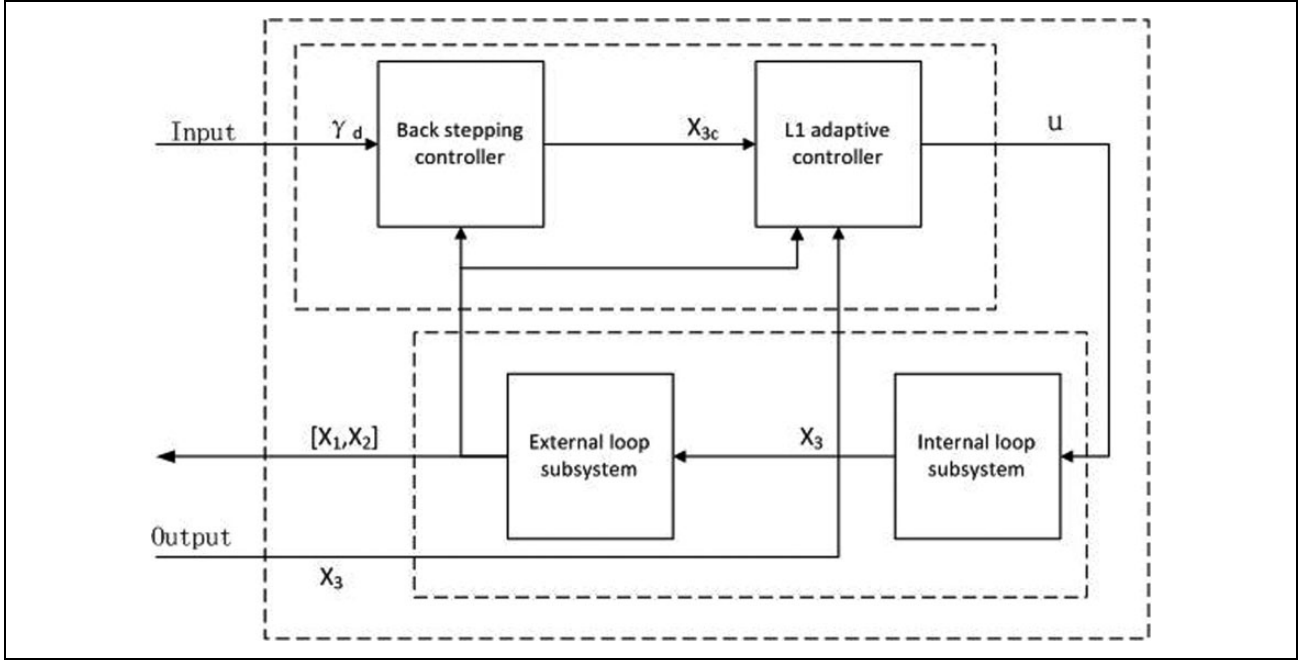 Input
γ d
Back stepping
controller
X3c
L1 adaptive
controller
u
[X1,X2]
External loop
subsystem
X3
Internal loop
subsystem
Output
X3